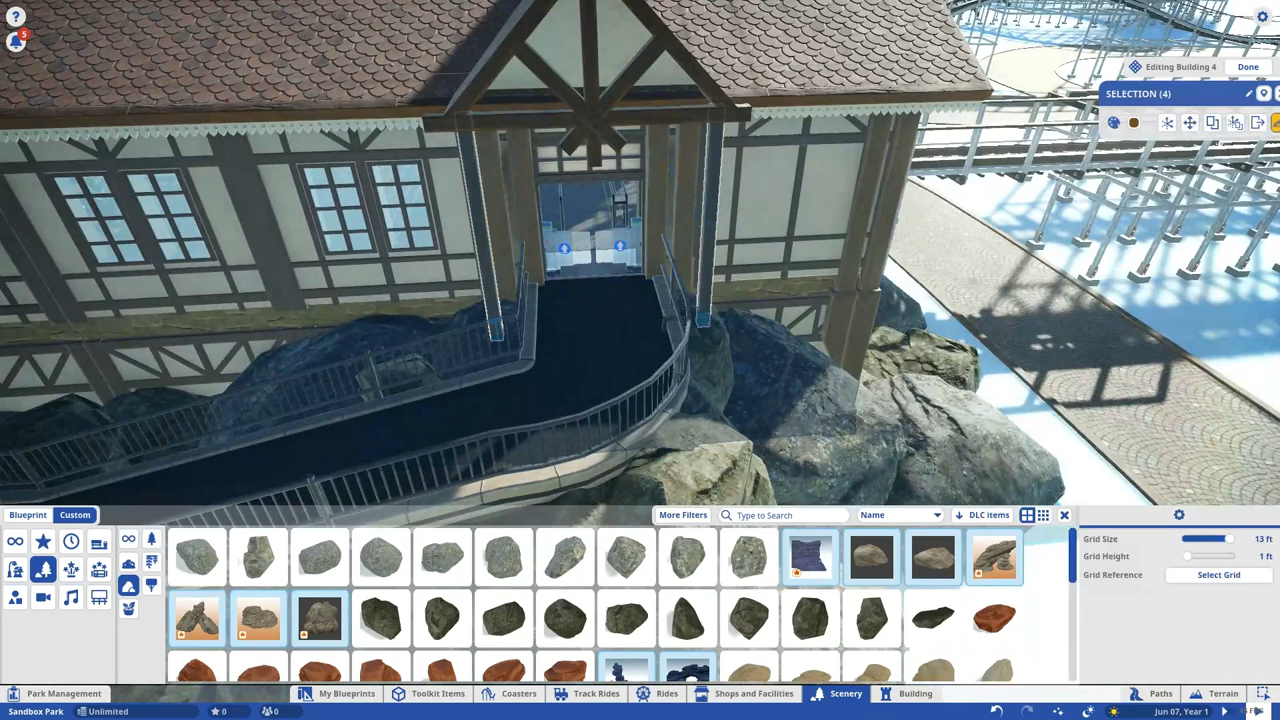 ?
5
Editing Building 4
Done
SELECTION (4)
Blueprint
Custom
More Filters
Type to Search
Name
DLC items
Grid Size
13 ft
Grid Height
1 ft
Grid Reference
Select Grid
Park Management
My Blueprints
Toolkit Items
Coasters
Track Rides
Rides
Shops and Facilities
Scenery
Building
Paths
Terrain
Sandbox Park
Unlimited
0
0
Jun 07, Year 1